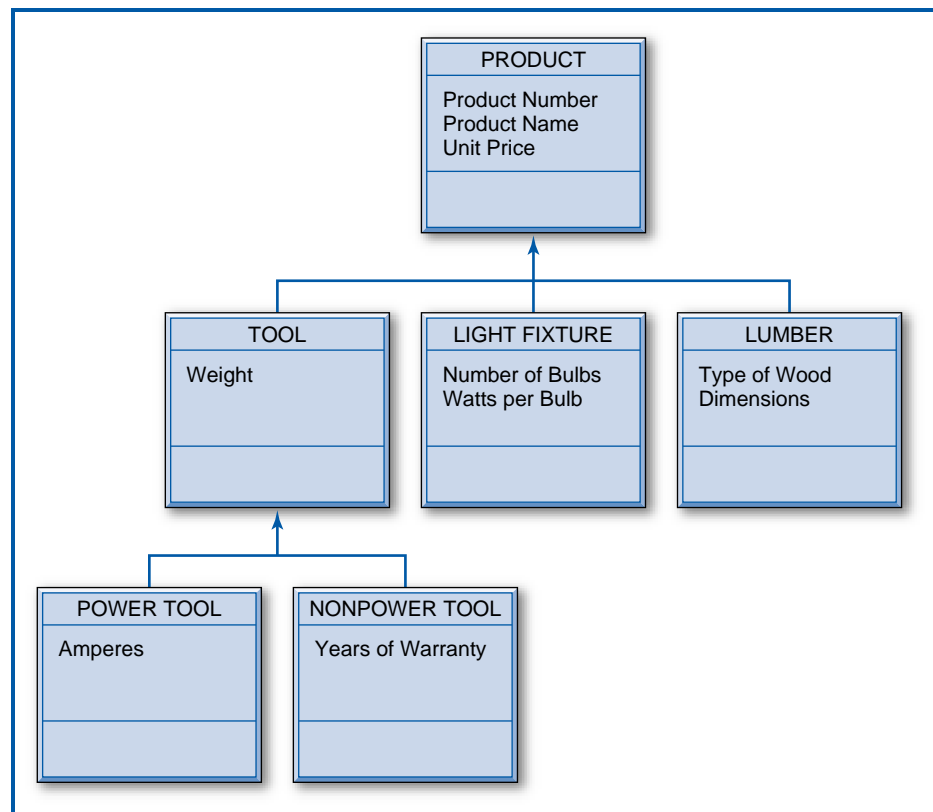 PRODUCT
Product Number
Product Name
Unit Price
TOOL
Weight
LIGHT FIXTURE
Number of Bulbs
Watts per Bulb
LUMBER
Type of Wood
Dimensions
POWER TOOL
Amperes
NONPOWER TOOL
Years of Warranty